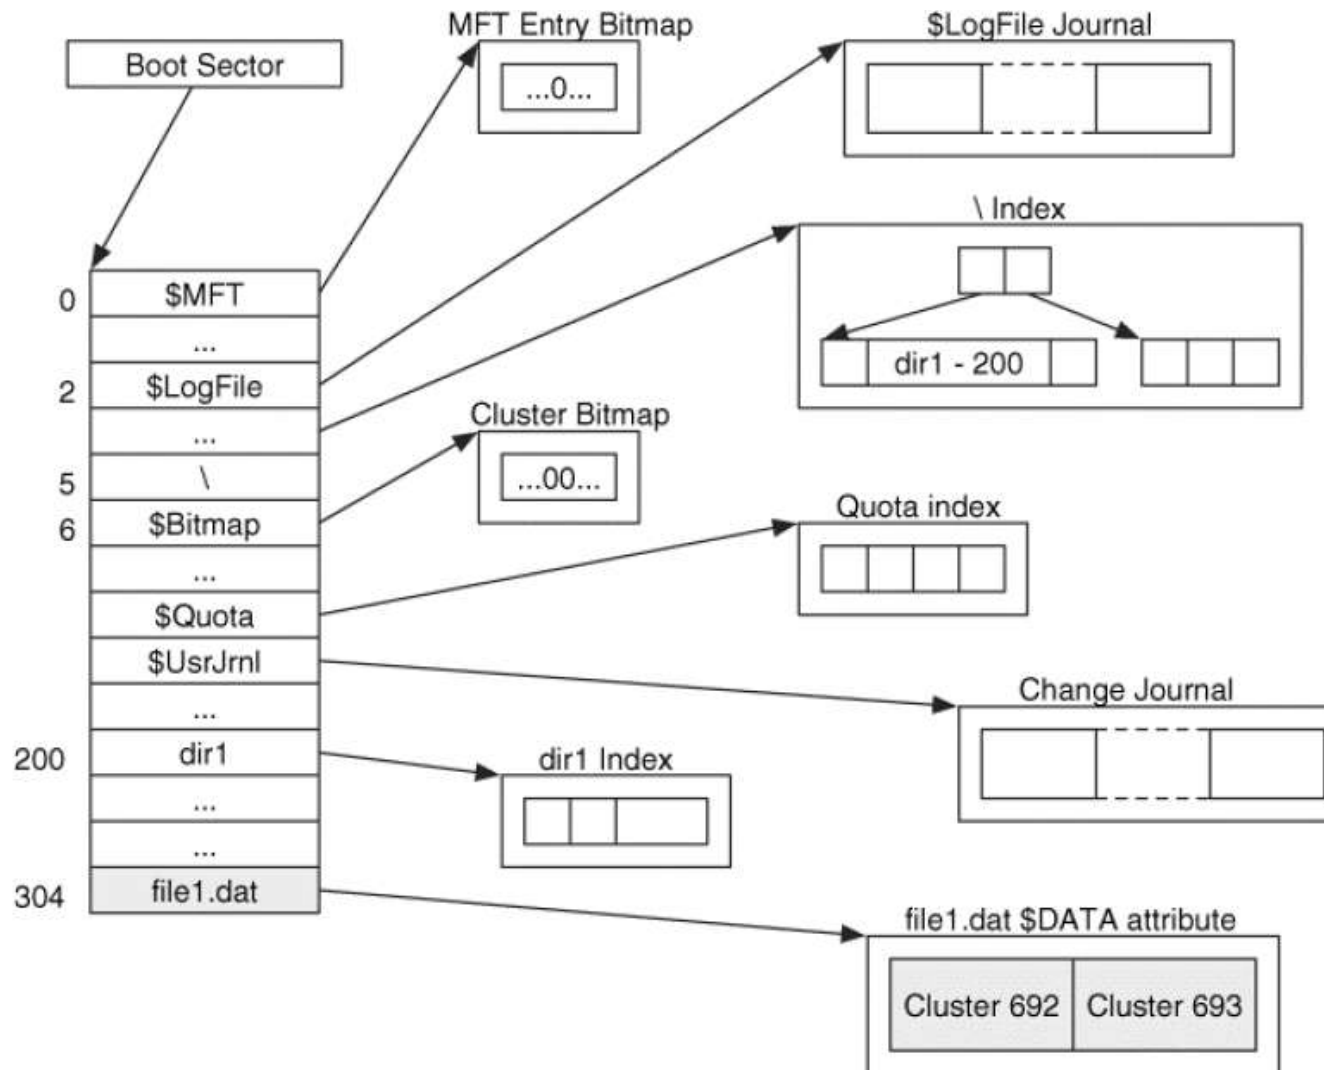 MFT Entry Bitmap
$LogFile Journal
Boot Sector
...0...
\ Index
0
$MFT
...
2
$LogFile
dir1 - 200
...
Cluster Bitmap
5
\
...00...
6
$Bitmap
Quota index
...
$Quota
$UsrJrnl
Change Journal
...
200
dir1
dir1 Index
...
...
304
file1.dat
file1.dat $DATA attribute
Cluster 692
Cluster 693